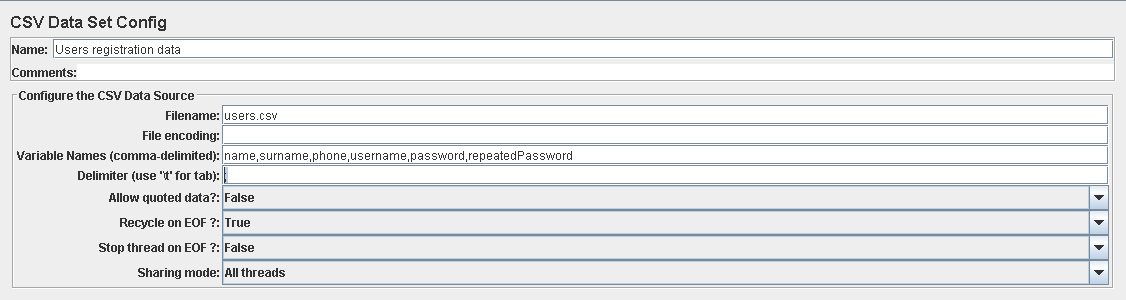 CSV Data Set Config
Name: Users registration data
Comments:
Configure the CSV Data Source
Filename: users.csv
File encoding:
Variable Names (comma-delimited): name,surname,phone,username,password,repeatedPassword
Delimiter (use '\t' for tab): ;
Allow quoted data?: False
Recycle on EOF ?: True
Stop thread on EOF ?: False
Sharing mode: All threads